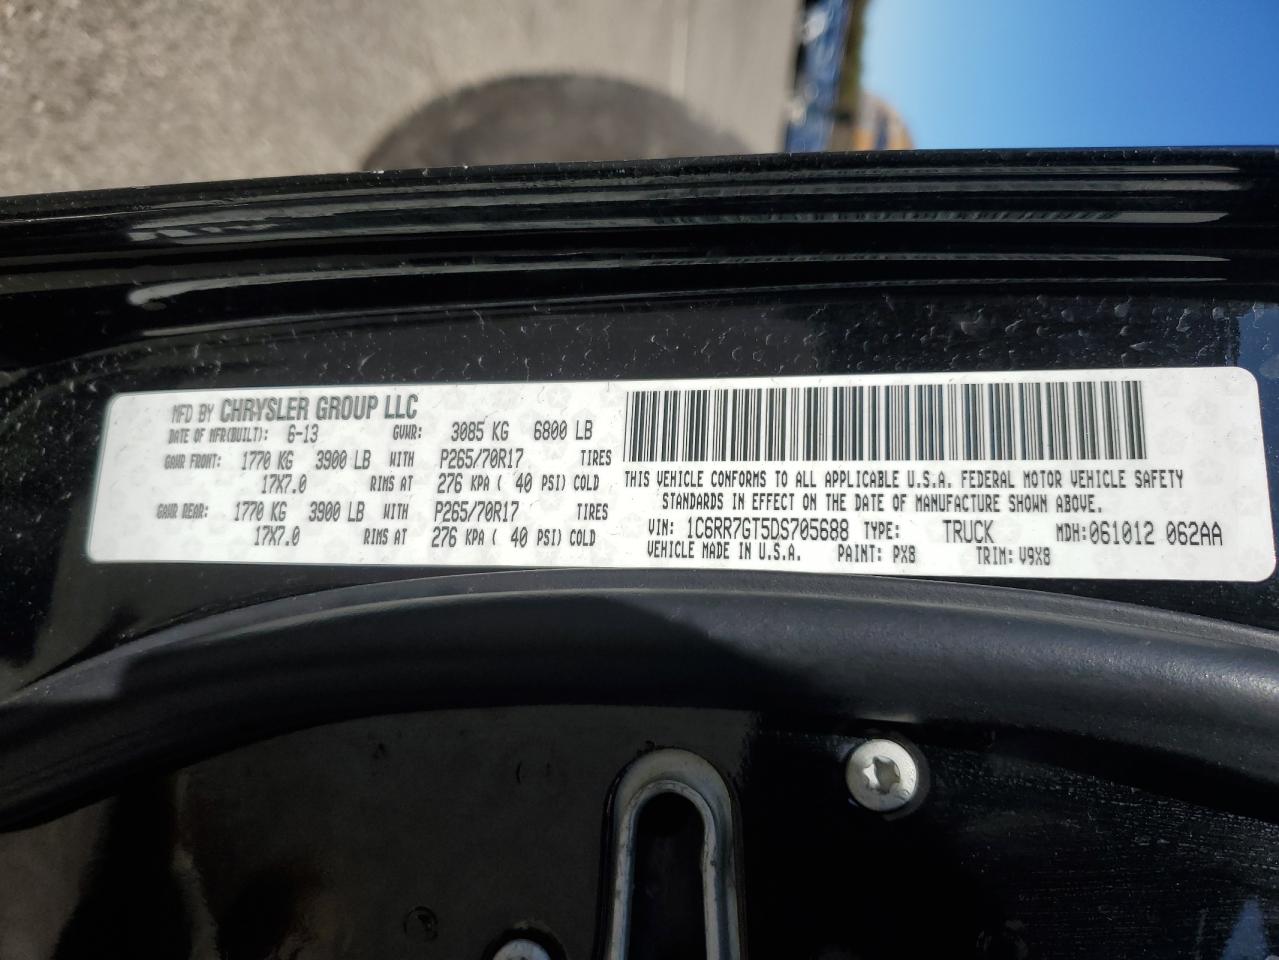 MFD BY CHRYSLER GROUP LLC
DATE OF MFR(BUILT): 6-13 GVWR: 3085 KG 6800 LB
GAWR FRONT: 1770 KG 3900 LB WITH P265/70R17 TIRES
17X7.0 RIMS AT 276 KPA ( 40 PSI) COLD
GAWR REAR: 1770 KG 3900 LB WITH P265/70R17 TIRES
17X7.0 RIMS AT 276 KPA ( 40 PSI) COLD
THIS VEHICLE CONFORMS TO ALL APPLICABLE U.S.A. FEDERAL MOTOR VEHICLE SAFETY
STANDARDS IN EFFECT ON THE DATE OF MANUFACTURE SHOWN ABOVE.
VIN: 1C6RR7GT5DS705688 TYPE: TRUCK MDH:061012 062AA
VEHICLE MADE IN U.S.A. PAINT: PX8 TRIM: V9X8